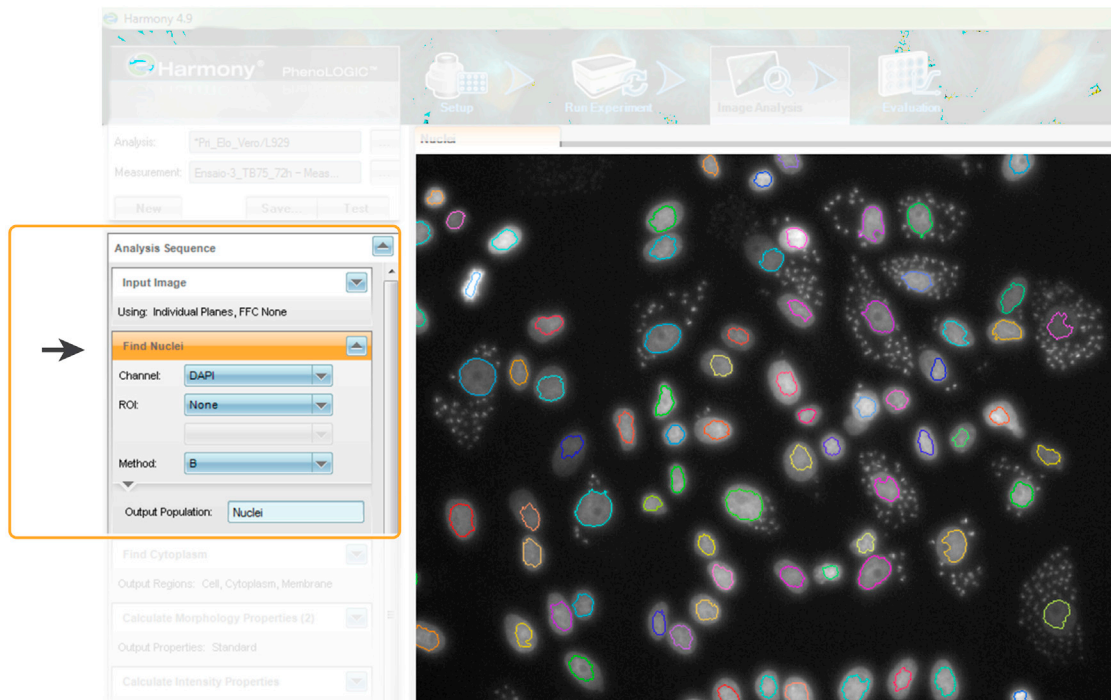 Harmony 4.9
Harmony® PhenoLOGIC™
Setup
Run Experiment
Image Analysis
Evaluation
Analysis: *Pri_Elo_Vero/L929
Measurement: Ensaio-3_TB75_72h - Meas...
New Save... Test
Nuclei
Analysis Sequence
Input Image
Using: Individual Planes, FFC None
Find Nuclei
Channel: DAPI
ROI: None
Method: B
Output Population: Nuclei
Find Cytoplasm
Output Regions: Cell, Cytoplasm, Membrane
Calculate Morphology Properties (2)
Output Properties: Standard
Calculate Intensity Properties